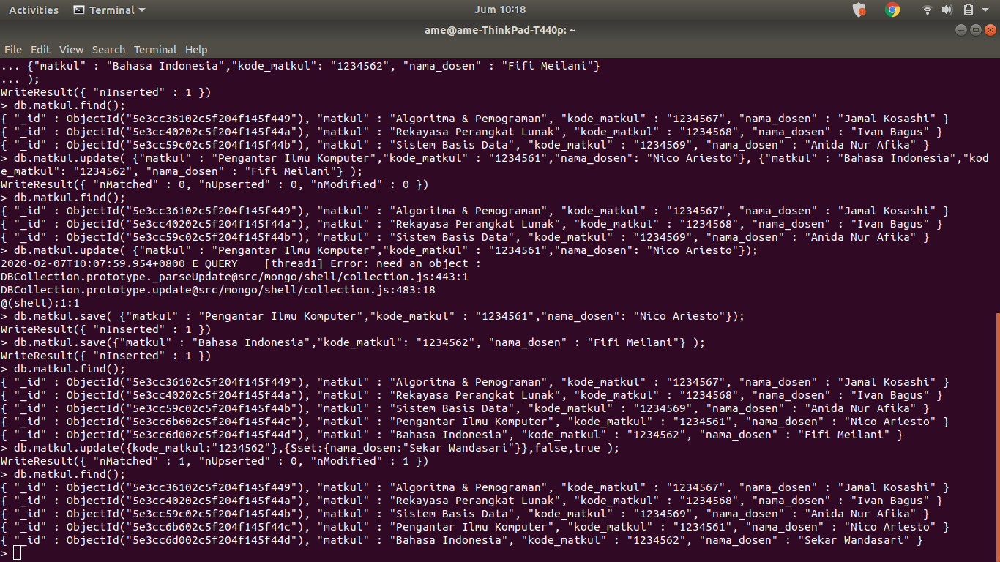 Activities Terminal Jum 10:18
ame@ame-ThinkPad-T440p: ~
File Edit View Search Terminal Help
... {"matkul" : "Bahasa Indonesia","kode_matkul": "1234562", "nama_dosen" : "Fifi Meilani"}
... );
WriteResult({ "nInserted" : 1 })
> db.matkul.find();
{ "_id" : ObjectId("5e3cc36102c5f204f145f449"), "matkul" : "Algoritma & Pemograman", "kode_matkul" : "1234567", "nama_dosen" : "Jamal Kosashi" }
{ "_id" : ObjectId("5e3cc40202c5f204f145f44a"), "matkul" : "Rekayasa Perangkat Lunak", "kode_matkul" : "1234568", "nama_dosen" : "Ivan Bagus" }
{ "_id" : ObjectId("5e3cc59c02c5f204f145f44b"), "matkul" : "Sistem Basis Data", "kode_matkul" : "1234569", "nama_dosen" : "Anida Nur Afika" }
> db.matkul.update( {"matkul" : "Pengantar Ilmu Komputer","kode_matkul" : "1234561","nama_dosen": "Nico Ariesto"}, {"matkul" : "Bahasa Indonesia","kod
e_matkul": "1234562", "nama_dosen" : "Fifi Meilani"} );
WriteResult({ "nMatched" : 0, "nUpserted" : 0, "nModified" : 0 })
> db.matkul.find();
{ "_id" : ObjectId("5e3cc36102c5f204f145f449"), "matkul" : "Algoritma & Pemograman", "kode_matkul" : "1234567", "nama_dosen" : "Jamal Kosashi" }
{ "_id" : ObjectId("5e3cc40202c5f204f145f44a"), "matkul" : "Rekayasa Perangkat Lunak", "kode_matkul" : "1234568", "nama_dosen" : "Ivan Bagus" }
{ "_id" : ObjectId("5e3cc59c02c5f204f145f44b"), "matkul" : "Sistem Basis Data", "kode_matkul" : "1234569", "nama_dosen" : "Anida Nur Afika" }
> db.matkul.update( {"matkul" : "Pengantar Ilmu Komputer","kode_matkul" : "1234561","nama_dosen": "Nico Ariesto"});
2020-02-07T10:07:59.954+0800 E QUERY    [thread1] Error: need an object :
DBCollection.prototype._parseUpdate@src/mongo/shell/collection.js:443:1
DBCollection.prototype.update@src/mongo/shell/collection.js:483:18
@(shell):1:1
> db.matkul.save( {"matkul" : "Pengantar Ilmu Komputer","kode_matkul" : "1234561","nama_dosen": "Nico Ariesto"});
WriteResult({ "nInserted" : 1 })
> db.matkul.save({"matkul" : "Bahasa Indonesia","kode_matkul": "1234562", "nama_dosen" : "Fifi Meilani"} );
WriteResult({ "nInserted" : 1 })
> db.matkul.find();
{ "_id" : ObjectId("5e3cc36102c5f204f145f449"), "matkul" : "Algoritma & Pemograman", "kode_matkul" : "1234567", "nama_dosen" : "Jamal Kosashi" }
{ "_id" : ObjectId("5e3cc40202c5f204f145f44a"), "matkul" : "Rekayasa Perangkat Lunak", "kode_matkul" : "1234568", "nama_dosen" : "Ivan Bagus" }
{ "_id" : ObjectId("5e3cc59c02c5f204f145f44b"), "matkul" : "Sistem Basis Data", "kode_matkul" : "1234569", "nama_dosen" : "Anida Nur Afika" }
{ "_id" : ObjectId("5e3cc6b602c5f204f145f44c"), "matkul" : "Pengantar Ilmu Komputer", "kode_matkul" : "1234561", "nama_dosen" : "Nico Ariesto" }
{ "_id" : ObjectId("5e3cc6d002c5f204f145f44d"), "matkul" : "Bahasa Indonesia", "kode_matkul" : "1234562", "nama_dosen" : "Fifi Meilani" }
> db.matkul.update({kode_matkul:"1234562"},{$set:{nama_dosen:"Sekar Wandasari"}},false,true );
WriteResult({ "nMatched" : 1, "nUpserted" : 0, "nModified" : 1 })
> db.matkul.find();
{ "_id" : ObjectId("5e3cc36102c5f204f145f449"), "matkul" : "Algoritma & Pemograman", "kode_matkul" : "1234567", "nama_dosen" : "Jamal Kosashi" }
{ "_id" : ObjectId("5e3cc40202c5f204f145f44a"), "matkul" : "Rekayasa Perangkat Lunak", "kode_matkul" : "1234568", "nama_dosen" : "Ivan Bagus" }
{ "_id" : ObjectId("5e3cc59c02c5f204f145f44b"), "matkul" : "Sistem Basis Data", "kode_matkul" : "1234569", "nama_dosen" : "Anida Nur Afika" }
{ "_id" : ObjectId("5e3cc6b602c5f204f145f44c"), "matkul" : "Pengantar Ilmu Komputer", "kode_matkul" : "1234561", "nama_dosen" : "Nico Ariesto" }
{ "_id" : ObjectId("5e3cc6d002c5f204f145f44d"), "matkul" : "Bahasa Indonesia", "kode_matkul" : "1234562", "nama_dosen" : "Sekar Wandasari" }
>